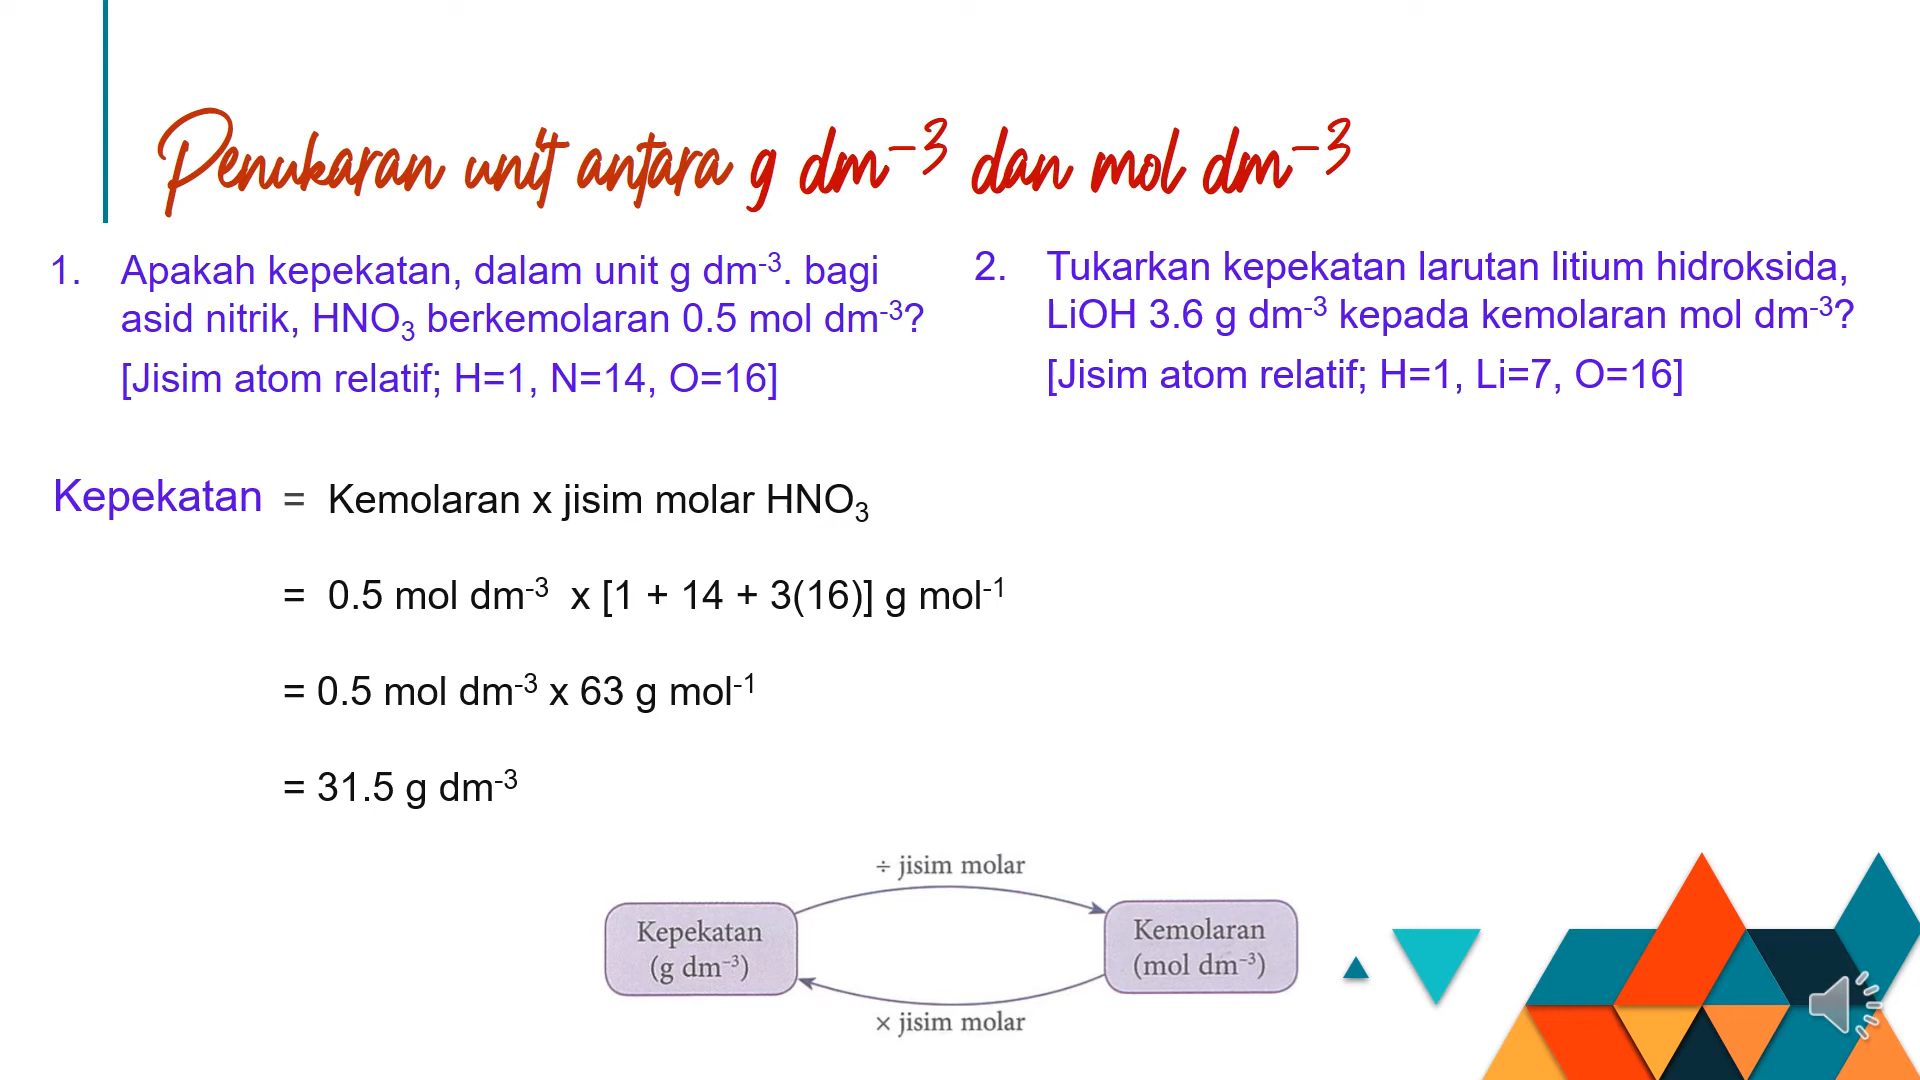 Penukaran unit antara g dm⁻³ dan mol dm⁻³
1. Apakah kepekatan, dalam unit g dm⁻³. bagi
asid nitrik, HNO₃ berkemolaran 0.5 mol dm⁻³?
[Jisim atom relatif; H=1, N=14, O=16]
2. Tukarkan kepekatan larutan litium hidroksida,
LiOH 3.6 g dm⁻³ kepada kemolaran mol dm⁻³?
[Jisim atom relatif; H=1, Li=7, O=16]
Kepekatan = Kemolaran x jisim molar HNO₃
= 0.5 mol dm⁻³ x [1 + 14 + 3(16)] g mol⁻¹
= 0.5 mol dm⁻³ x 63 g mol⁻¹
= 31.5 g dm⁻³
÷ jisim molar
Kepekatan
(g dm⁻³)
Kemolaran
(mol dm⁻³)
× jisim molar